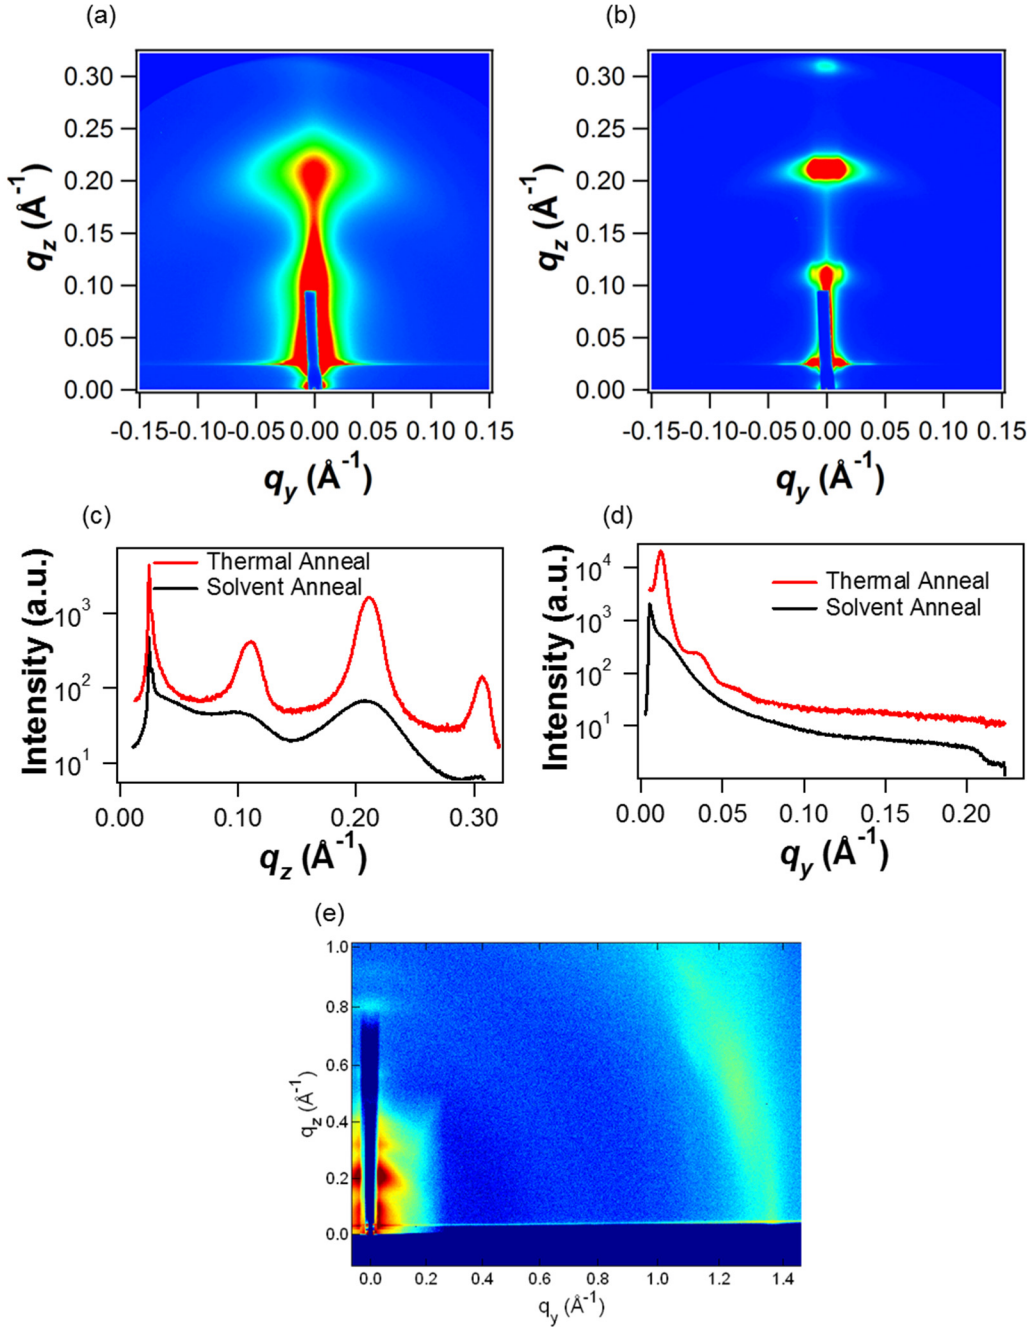 (a)
(b)
0.30
0.25
0.20
0.15
0.10
0.05
0.00
qz (Å-1)
-0.15-0.10-0.05 0.00 0.05 0.10 0.15
qy (Å-1)
0.30
0.25
0.20
0.15
0.10
0.05
0.00
qz (Å-1)
-0.15-0.10-0.05 0.00 0.05 0.10 0.15
qy (Å-1)
(c)
Thermal Anneal
Solvent Anneal
Intensity (a.u.)
103
102
101
0.00 0.10 0.20 0.30
qz (Å-1)
(d)
Thermal Anneal
Solvent Anneal
Intensity (a.u.)
104
103
102
101
0.00 0.05 0.10 0.15 0.20
qy (Å-1)
(e)
1.0
0.8
0.6
0.4
0.2
0.0
qz (Å-1)
0.0 0.2 0.4 0.6 0.8 1.0 1.2 1.4
qy (Å-1)